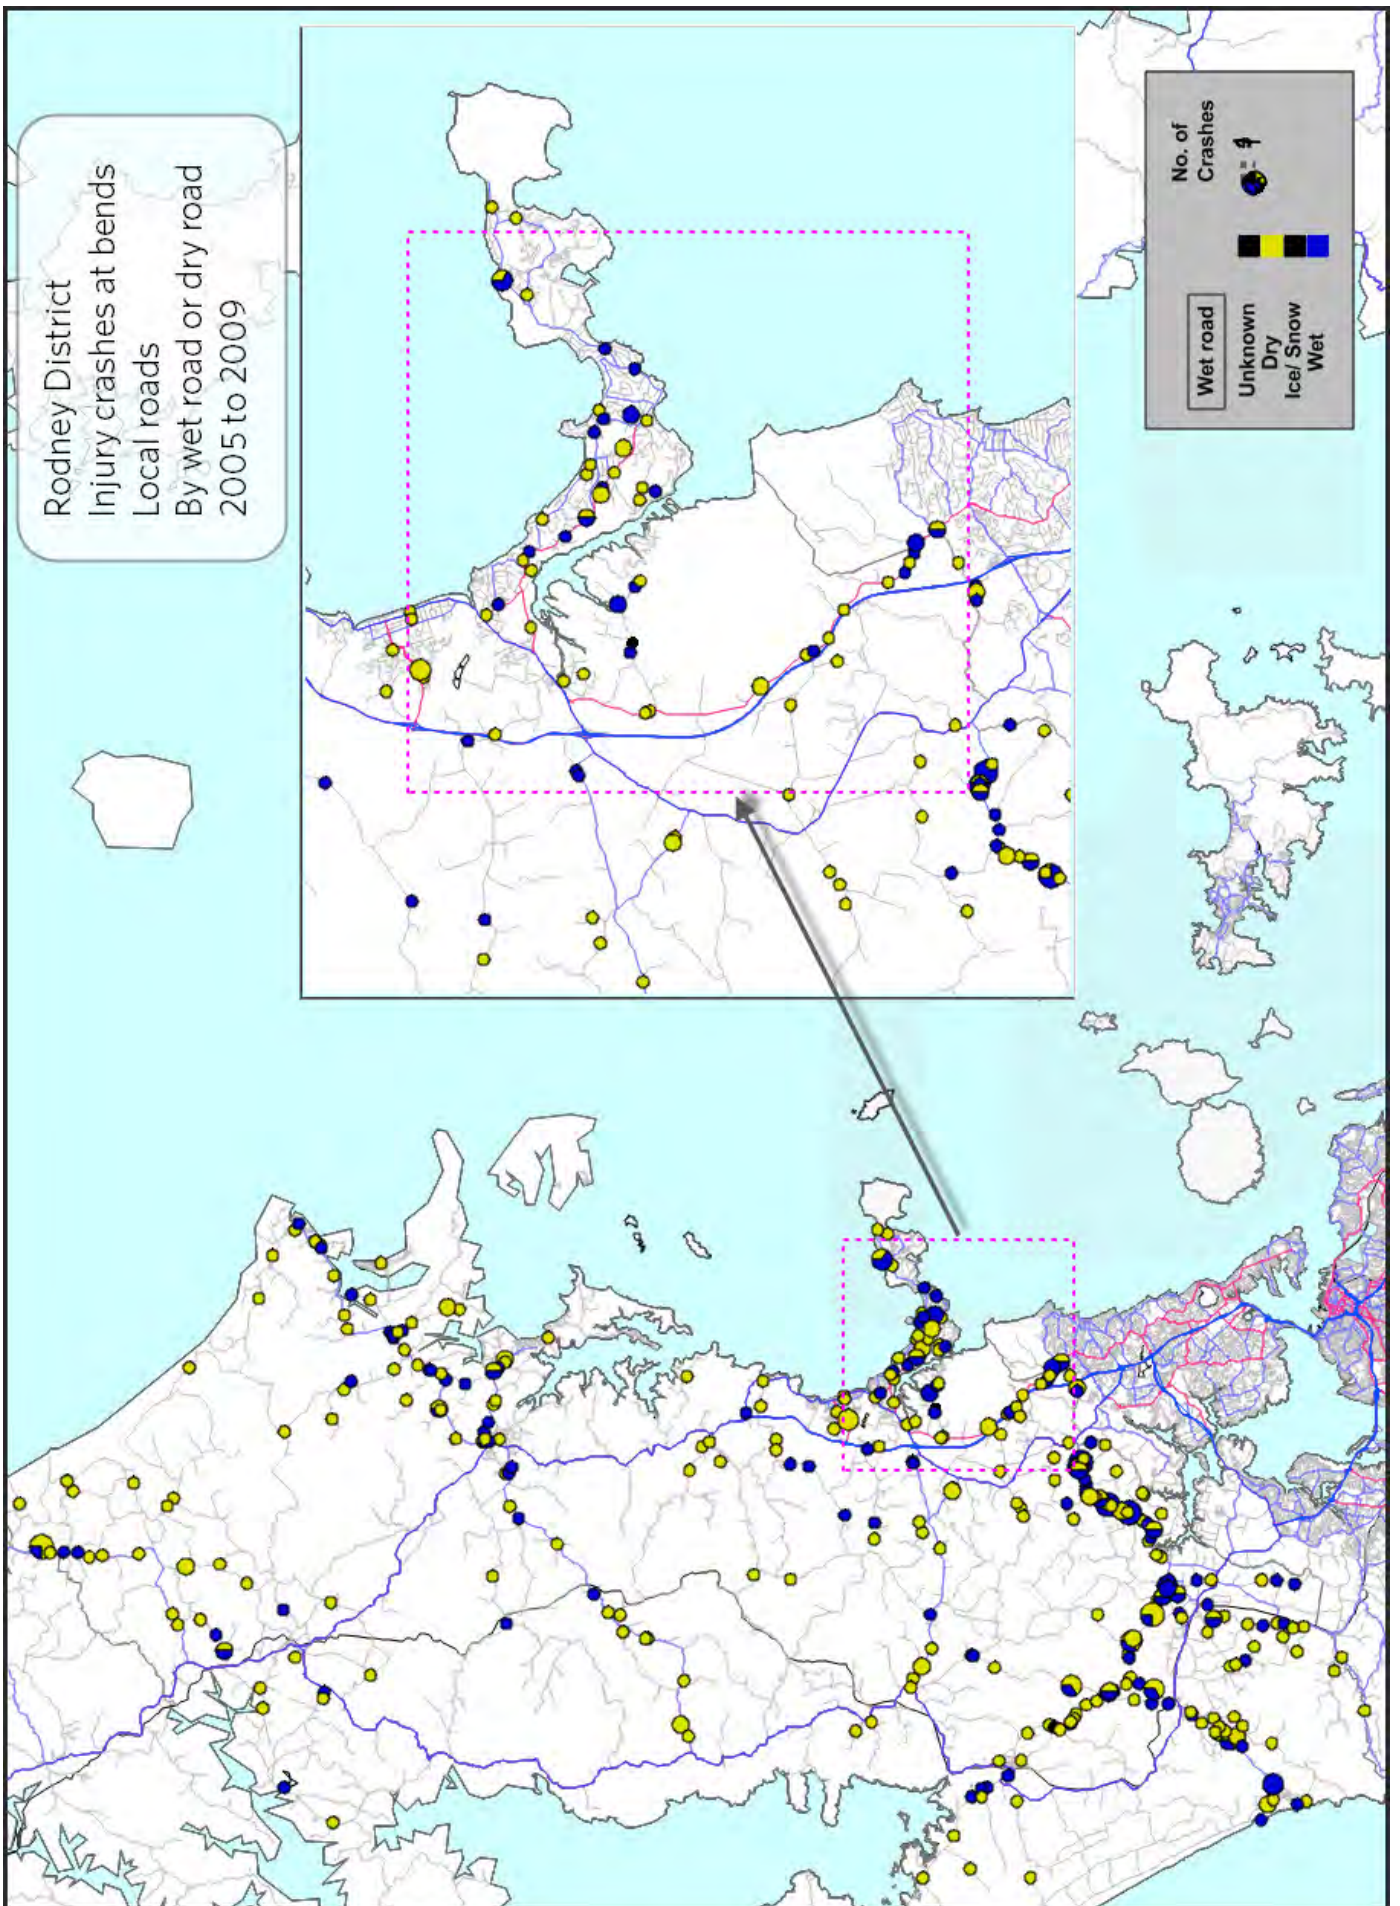 Rodney District
Injury crashes at bends
Local roads
By wet road or dry road
2005 to 2009
No. of
Crashes
Wet road
Unknown
Dry
Ice/ Snow
Wet